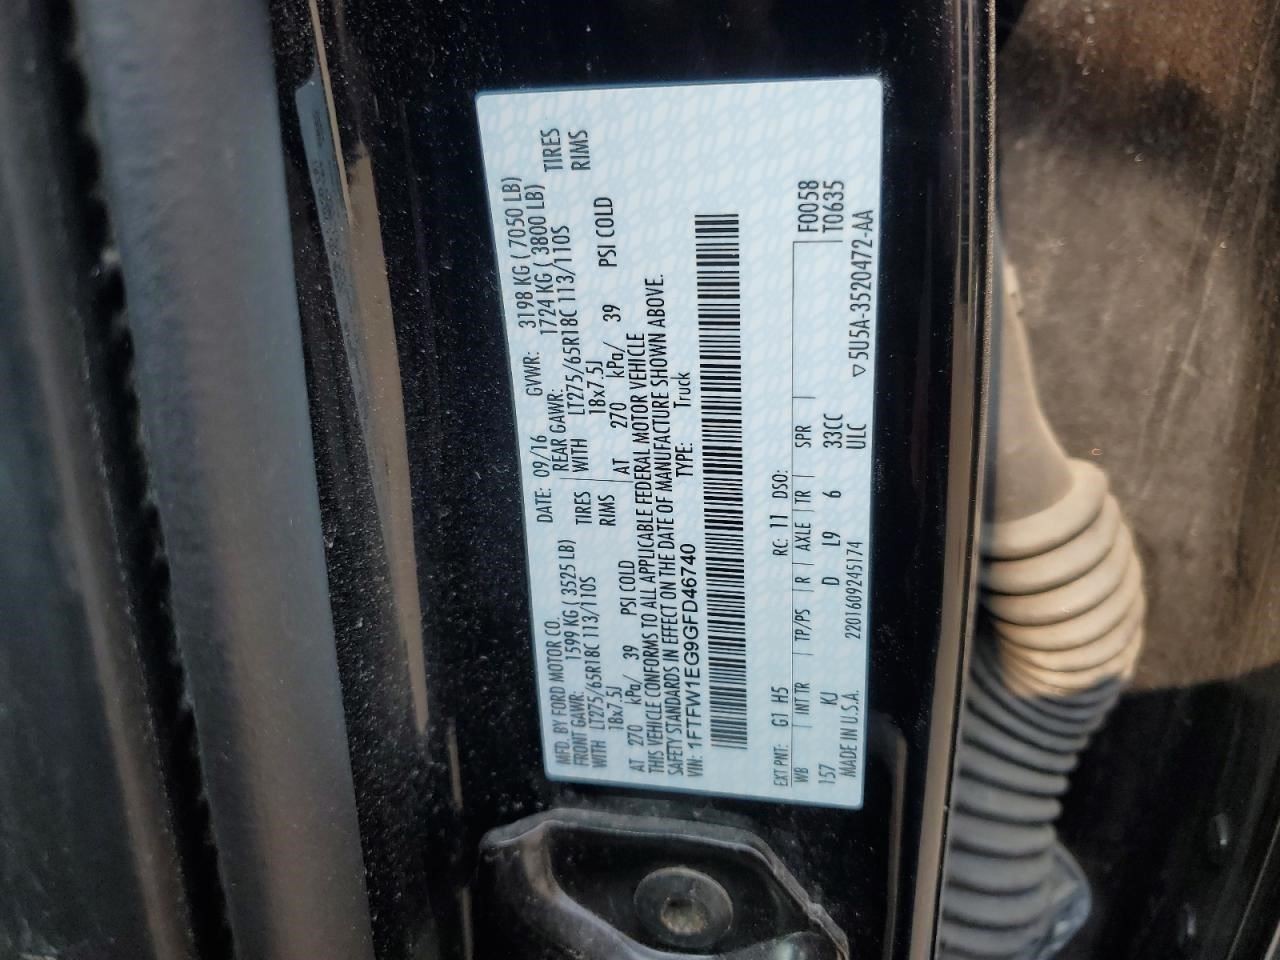 MFD. BY FORD MOTOR CO.
DATE: 09/16 GVWR: 3198 KG ( 7050 LB)
FRONT GAWR: 1599 KG ( 3525 LB) REAR GAWR: 1724 KG ( 3800 LB)
WITH LT275/65R18C 113/110S TIRES WITH LT275/65R18C 113/110S TIRES
18x7.5J RIMS 18x7.5J RIMS
AT 270 kPa/ 39 PSI COLD AT 270 kPa/ 39 PSI COLD
THIS VEHICLE CONFORMS TO ALL APPLICABLE FEDERAL MOTOR VEHICLE
SAFETY STANDARDS IN EFFECT ON THE DATE OF MANUFACTURE SHOWN ABOVE.
VIN: 1FTFW1EG9GFD46740 TYPE: Truck
EXT PNT: G1 H5 RC: 11 DSO: F0058
WB | INT TR | TP/PS | R | AXLE | TR | SPR | T0635
157 KJ D L9 6 33CC
ULC ▽ 5U5A-3520472-AA
MADE IN U.S.A. 2201609245174